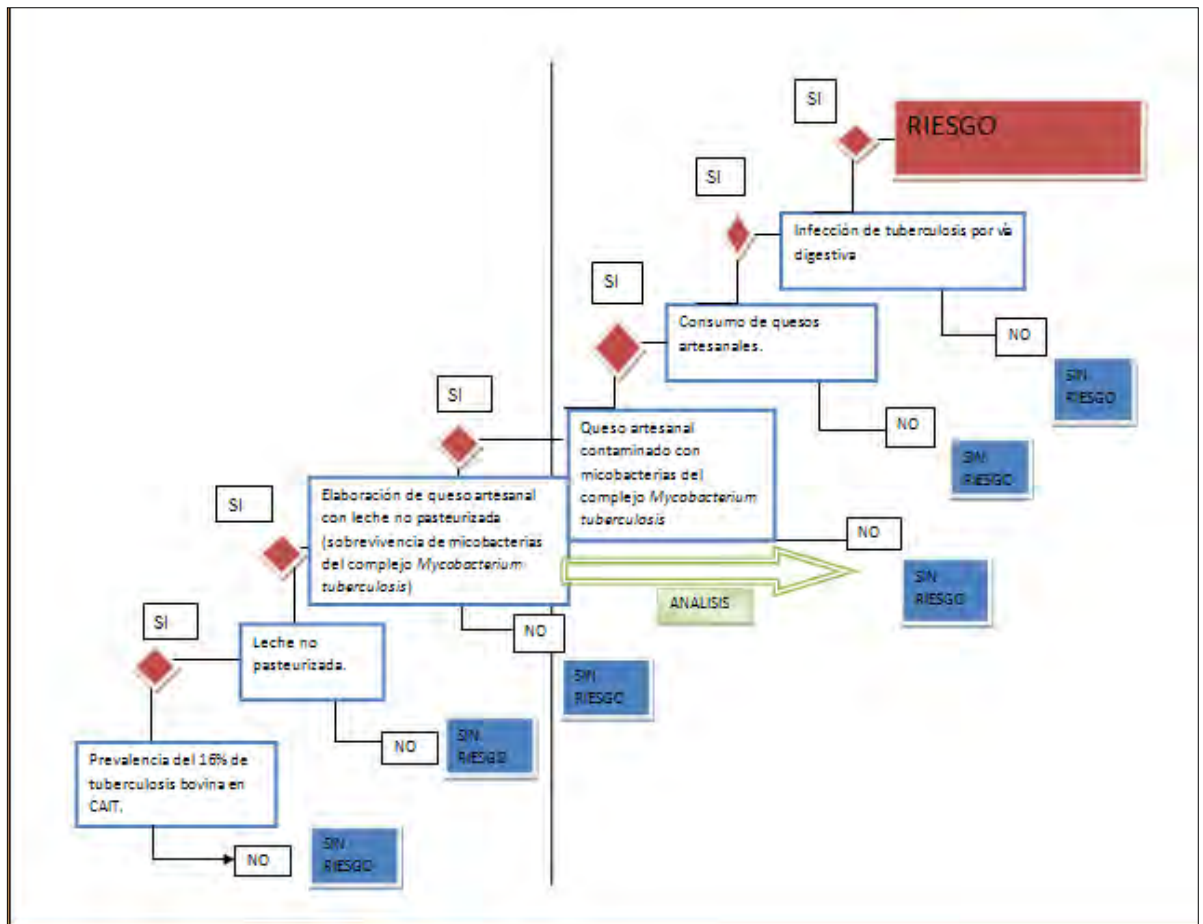 SI
RIESGO
SI
Infección de tuberculosis por vía
digestiva
SI
NO
Consumo de quesos
artesanales.
SIN
RIESGO
SI
NO
Queso artesanal
contaminado con
micobacterias del
complejo Mycobacterium
tuberculosis
SIN
RIESGO
SI
Elaboración de queso artesanal
con leche no pasteurizada
(sobrevivencia de micobacterias
del complejo Mycobacterium
tuberculosis)
NO
SIN
RIESGO
ANALISIS
SI
NO
Leche no
pasteurizada.
SIN
RIESGO
NO
SIN
RIESGO
Prevalencia del 16% de
tuberculosis bovina en
CAIT.
NO
SIN
RIESGO